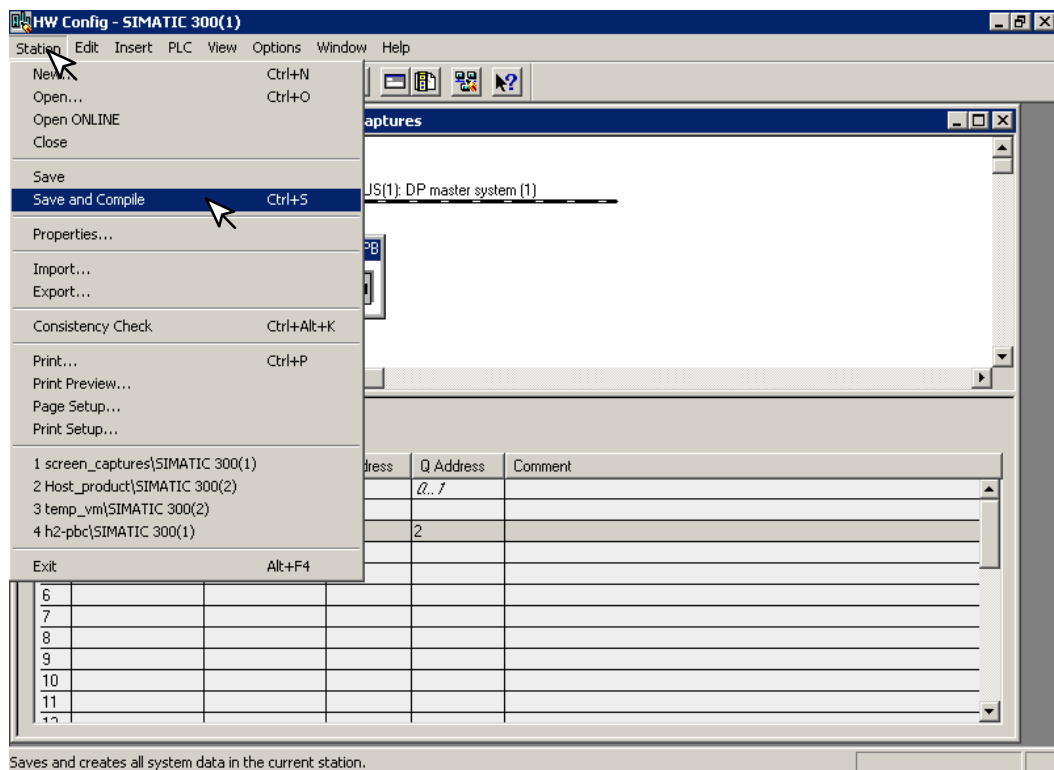 HW Config - SIMATIC 300(1)
Station Edit Insert PLC View Options Window Help
New... Ctrl+N
Open... Ctrl+O
Open ONLINE
Close
Save
Save and Compile Ctrl+S
Properties...
Import...
Export...
Consistency Check Ctrl+Alt+K
Print... Ctrl+P
Print Preview...
Page Setup...
Print Setup...
1 screen_captures\SIMATIC 300(1)
2 Host_product\SIMATIC 300(2)
3 temp_vm\SIMATIC 300(2)
4 h2-pbc\SIMATIC 300(1)
Exit Alt+F4
aptures
US(1): DP master system (1)
PB
dress Q Address Comment
0..1
2
6
7
8
9
10
11
12
Saves and creates all system data in the current station.